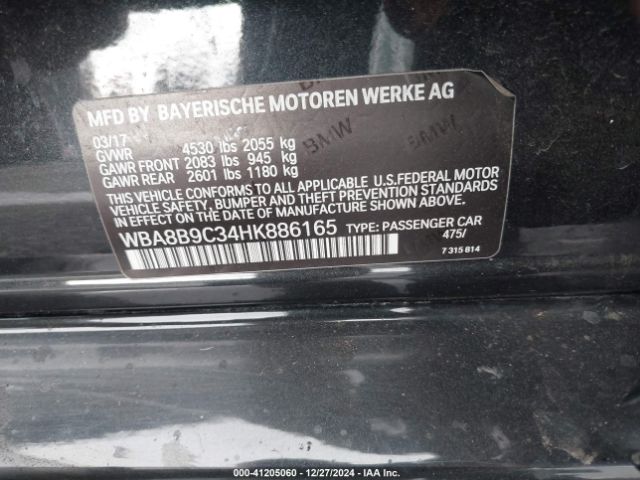 MFD BY BAYERISCHE MOTOREN WERKE AG
03/17
GVWR 4530 lbs 2055 kg
GAWR FRONT 2083 lbs 945 kg
GAWR REAR 2601 lbs 1180 kg
THIS VEHICLE CONFORMS TO ALL APPLICABLE U.S.FEDERAL MOTOR
VEHICLE SAFETY, BUMPER AND THEFT PREVENTION STANDARDS
IN EFFECT ON THE DATE OF MANUFACTURE SHOWN ABOVE.
WBA8B9C34HK886165 TYPE: PASSENGER CAR
475/
7 315 814
BMW
BMW
000-41205060 • 12/27/2024 • IAA Inc.